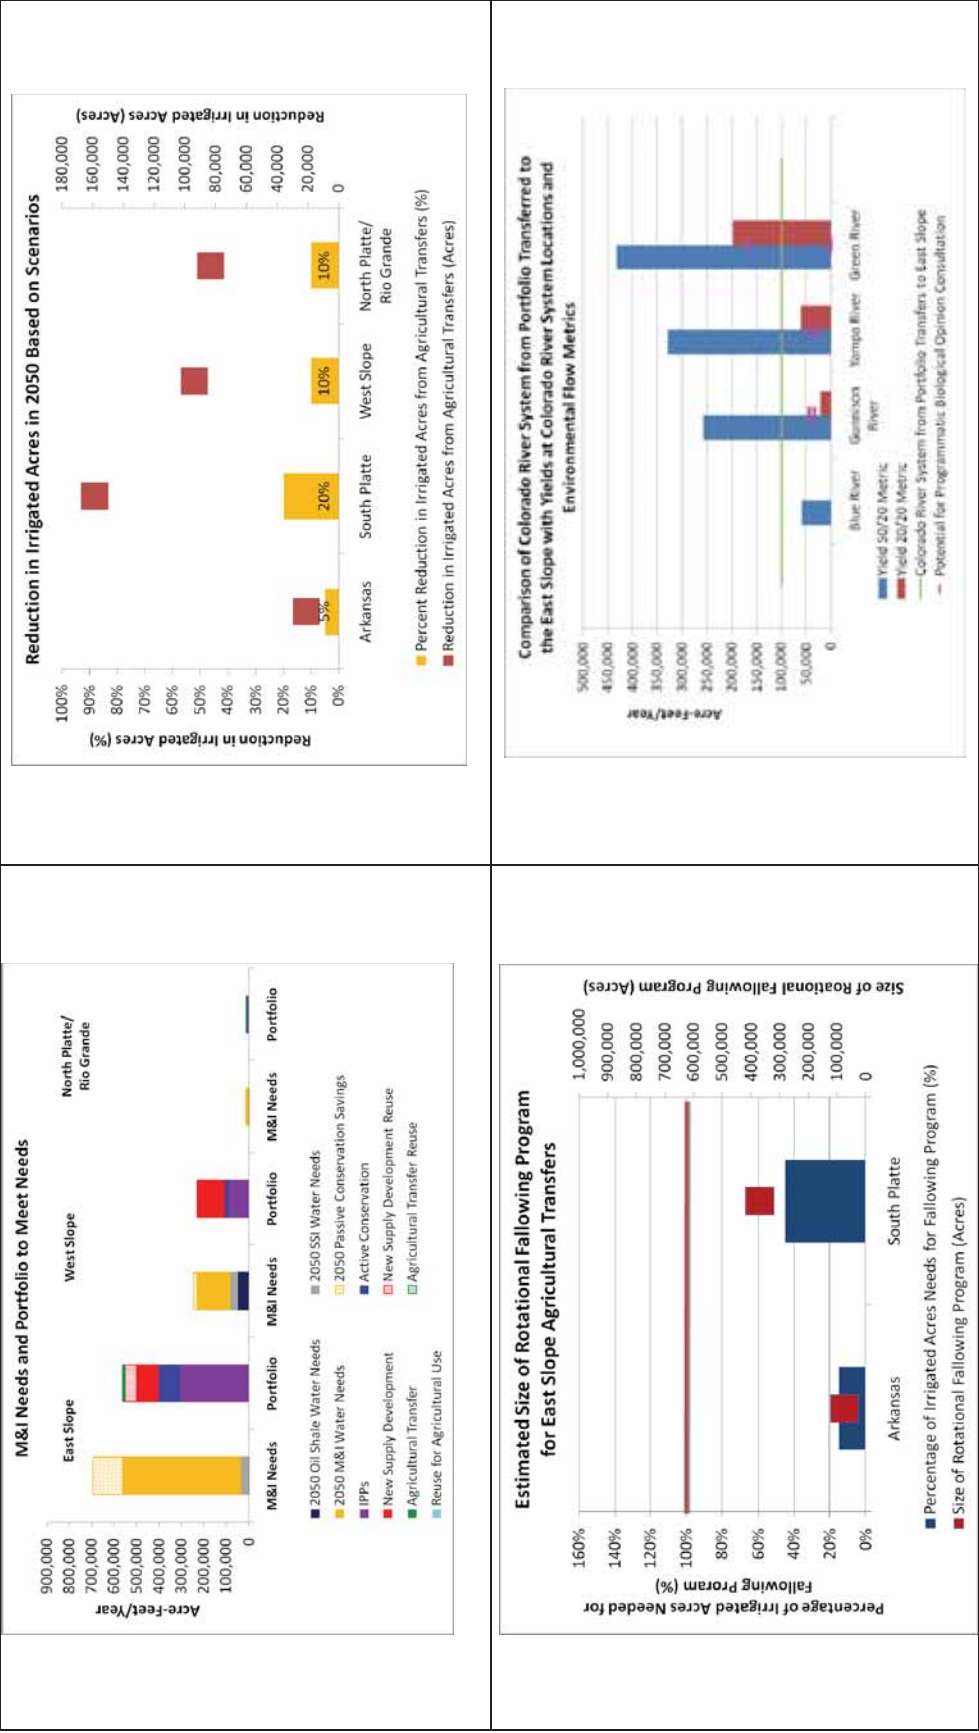 M&I Needs and Portfolio to Meet Needs
East Slope
West Slope
North Platte/
Rio Grande
Acre-Feet/Year
900,000
800,000
700,000
600,000
500,000
400,000
300,000
200,000
100,000
0
M&I Needs
Portfolio
M&I Needs
Portfolio
M&I Needs
Portfolio
2050 Oil Shale Water Needs
2050 SSI Water Needs
2050 M&I Water Needs
2050 Passive Conservation Savings
IPPs
Active Conservation
New Supply Development
New Supply Development Reuse
Agricultural Transfer
Agricultural Transfer Reuse
Reuse for Agricultural Use
Reduction in Irrigated Acres in 2050 Based on Scenarios
Reduction in Irrigated Acres (%)
100%
90%
80%
70%
60%
50%
40%
30%
20%
10%
0%
5%
20%
10%
10%
Arkansas
South Platte
West Slope
North Platte/
Rio Grande
180,000
160,000
140,000
120,000
100,000
80,000
60,000
40,000
20,000
0
Reduction in Irrigated Acres (Acres)
Percent Reduction in Irrigated Acres from Agricultural Transfers (%)
Reduction in Irrigated Acres from Agricultural Transfers (Acres)
Estimated Size of Rotational Fallowing Program
for East Slope Agricultural Transfers
Percentage of Irrigated Acres Needed for
Fallowing Proram (%)
160%
140%
120%
100%
80%
60%
40%
20%
0%
Arkansas
South Platte
1,000,000
900,000
800,000
700,000
600,000
500,000
400,000
300,000
200,000
100,000
0
Size of Roational Fallowing Program (Acres)
Percentage of Irrigated Acres Needs for Fallowing Program (%)
Size of Rotational Fallowing Program (Acres)
Comparison of Colorado River System from Portfolio Transferred to
the East Slope with Yields at Colorado River System Locations and
Environmental Flow Metrics
Acre-Feet/Year
500,000
450,000
400,000
350,000
300,000
250,000
200,000
150,000
100,000
50,000
0
Blue River
Gunnison
River
Yampa River
Green River
Yield 50/20 Metric
Yield 20/20 Metric
Colorado River System from Portfolio Transfers to East Slope
Potential for Programmatic Biological Opinion Consultation